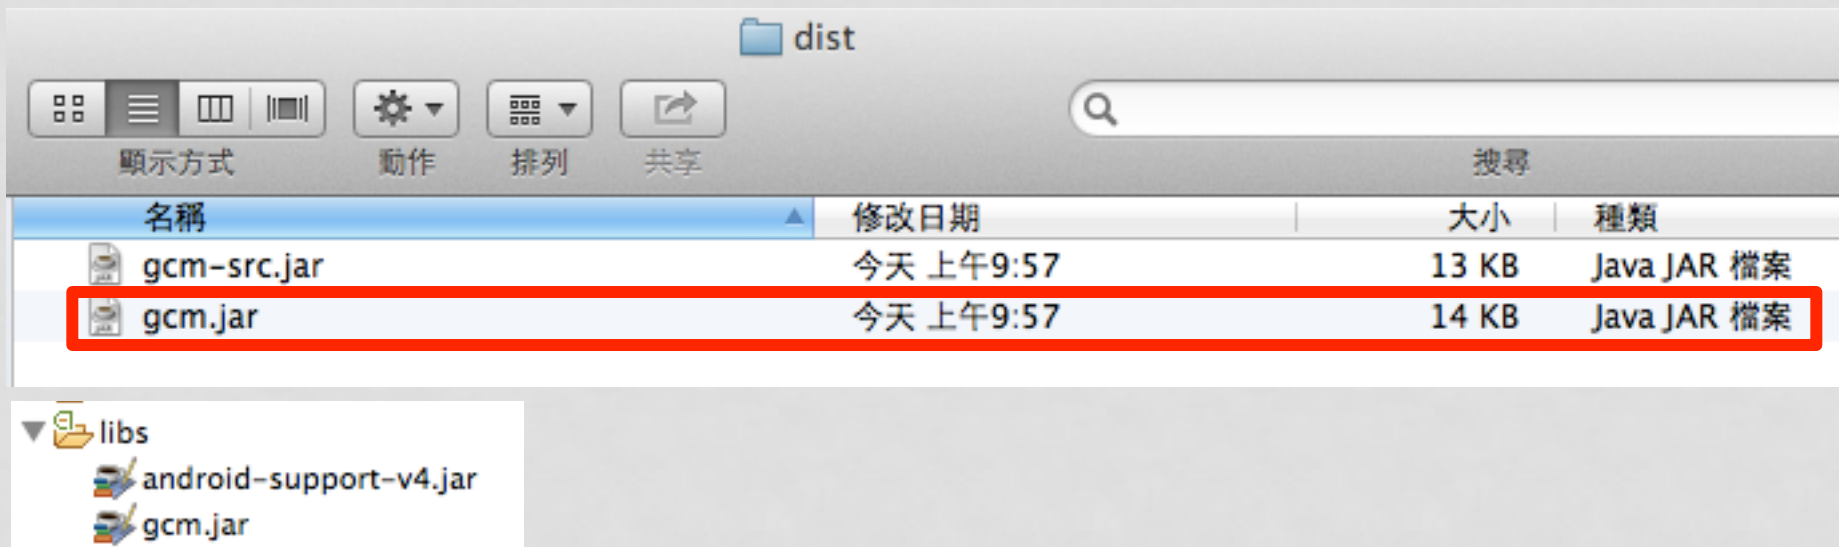 dist
顯示方式 動作 排列 共享 搜尋
名稱 修改日期 大小 種類
gcm-src.jar 今天 上午9:57 13 KB Java JAR 檔案
gcm.jar 今天 上午9:57 14 KB Java JAR 檔案
libs
android-support-v4.jar
gcm.jar